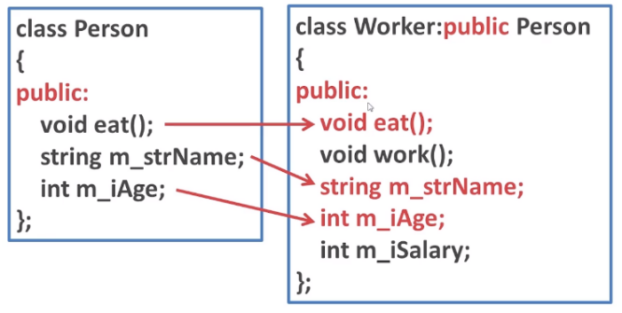 class Person
{
public:
void eat();
string m_strName;
int m_iAge;
};
class Worker:public Person
{
public:
void eat();
void work();
string m_strName;
int m_iAge;
int m_iSalary;
};